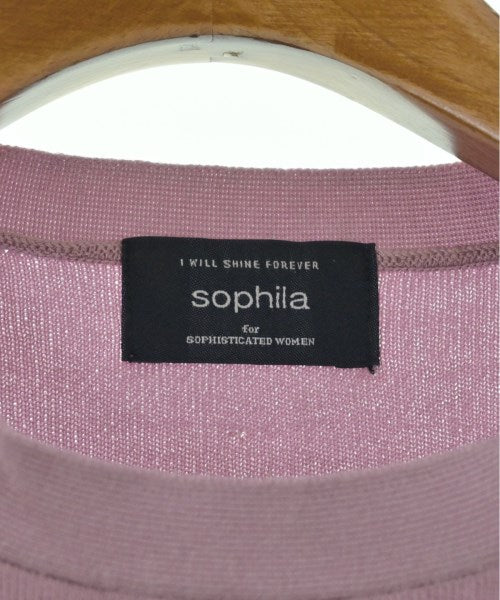 I WILL SHINE FOREVER
sophila
for
SOPHISTICATED WOMEN